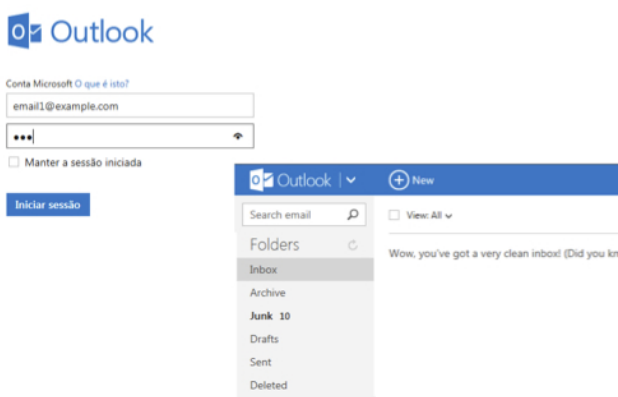 Outlook
Conta Microsoft O que é isto?
email1@example.com
Manter a sessão iniciada
Iniciar sessão
Outlook
New
Search email
View: All
Folders
Wow, you've got a very clean inbox! (Did you kn
Inbox
Archive
Junk 10
Drafts
Sent
Deleted